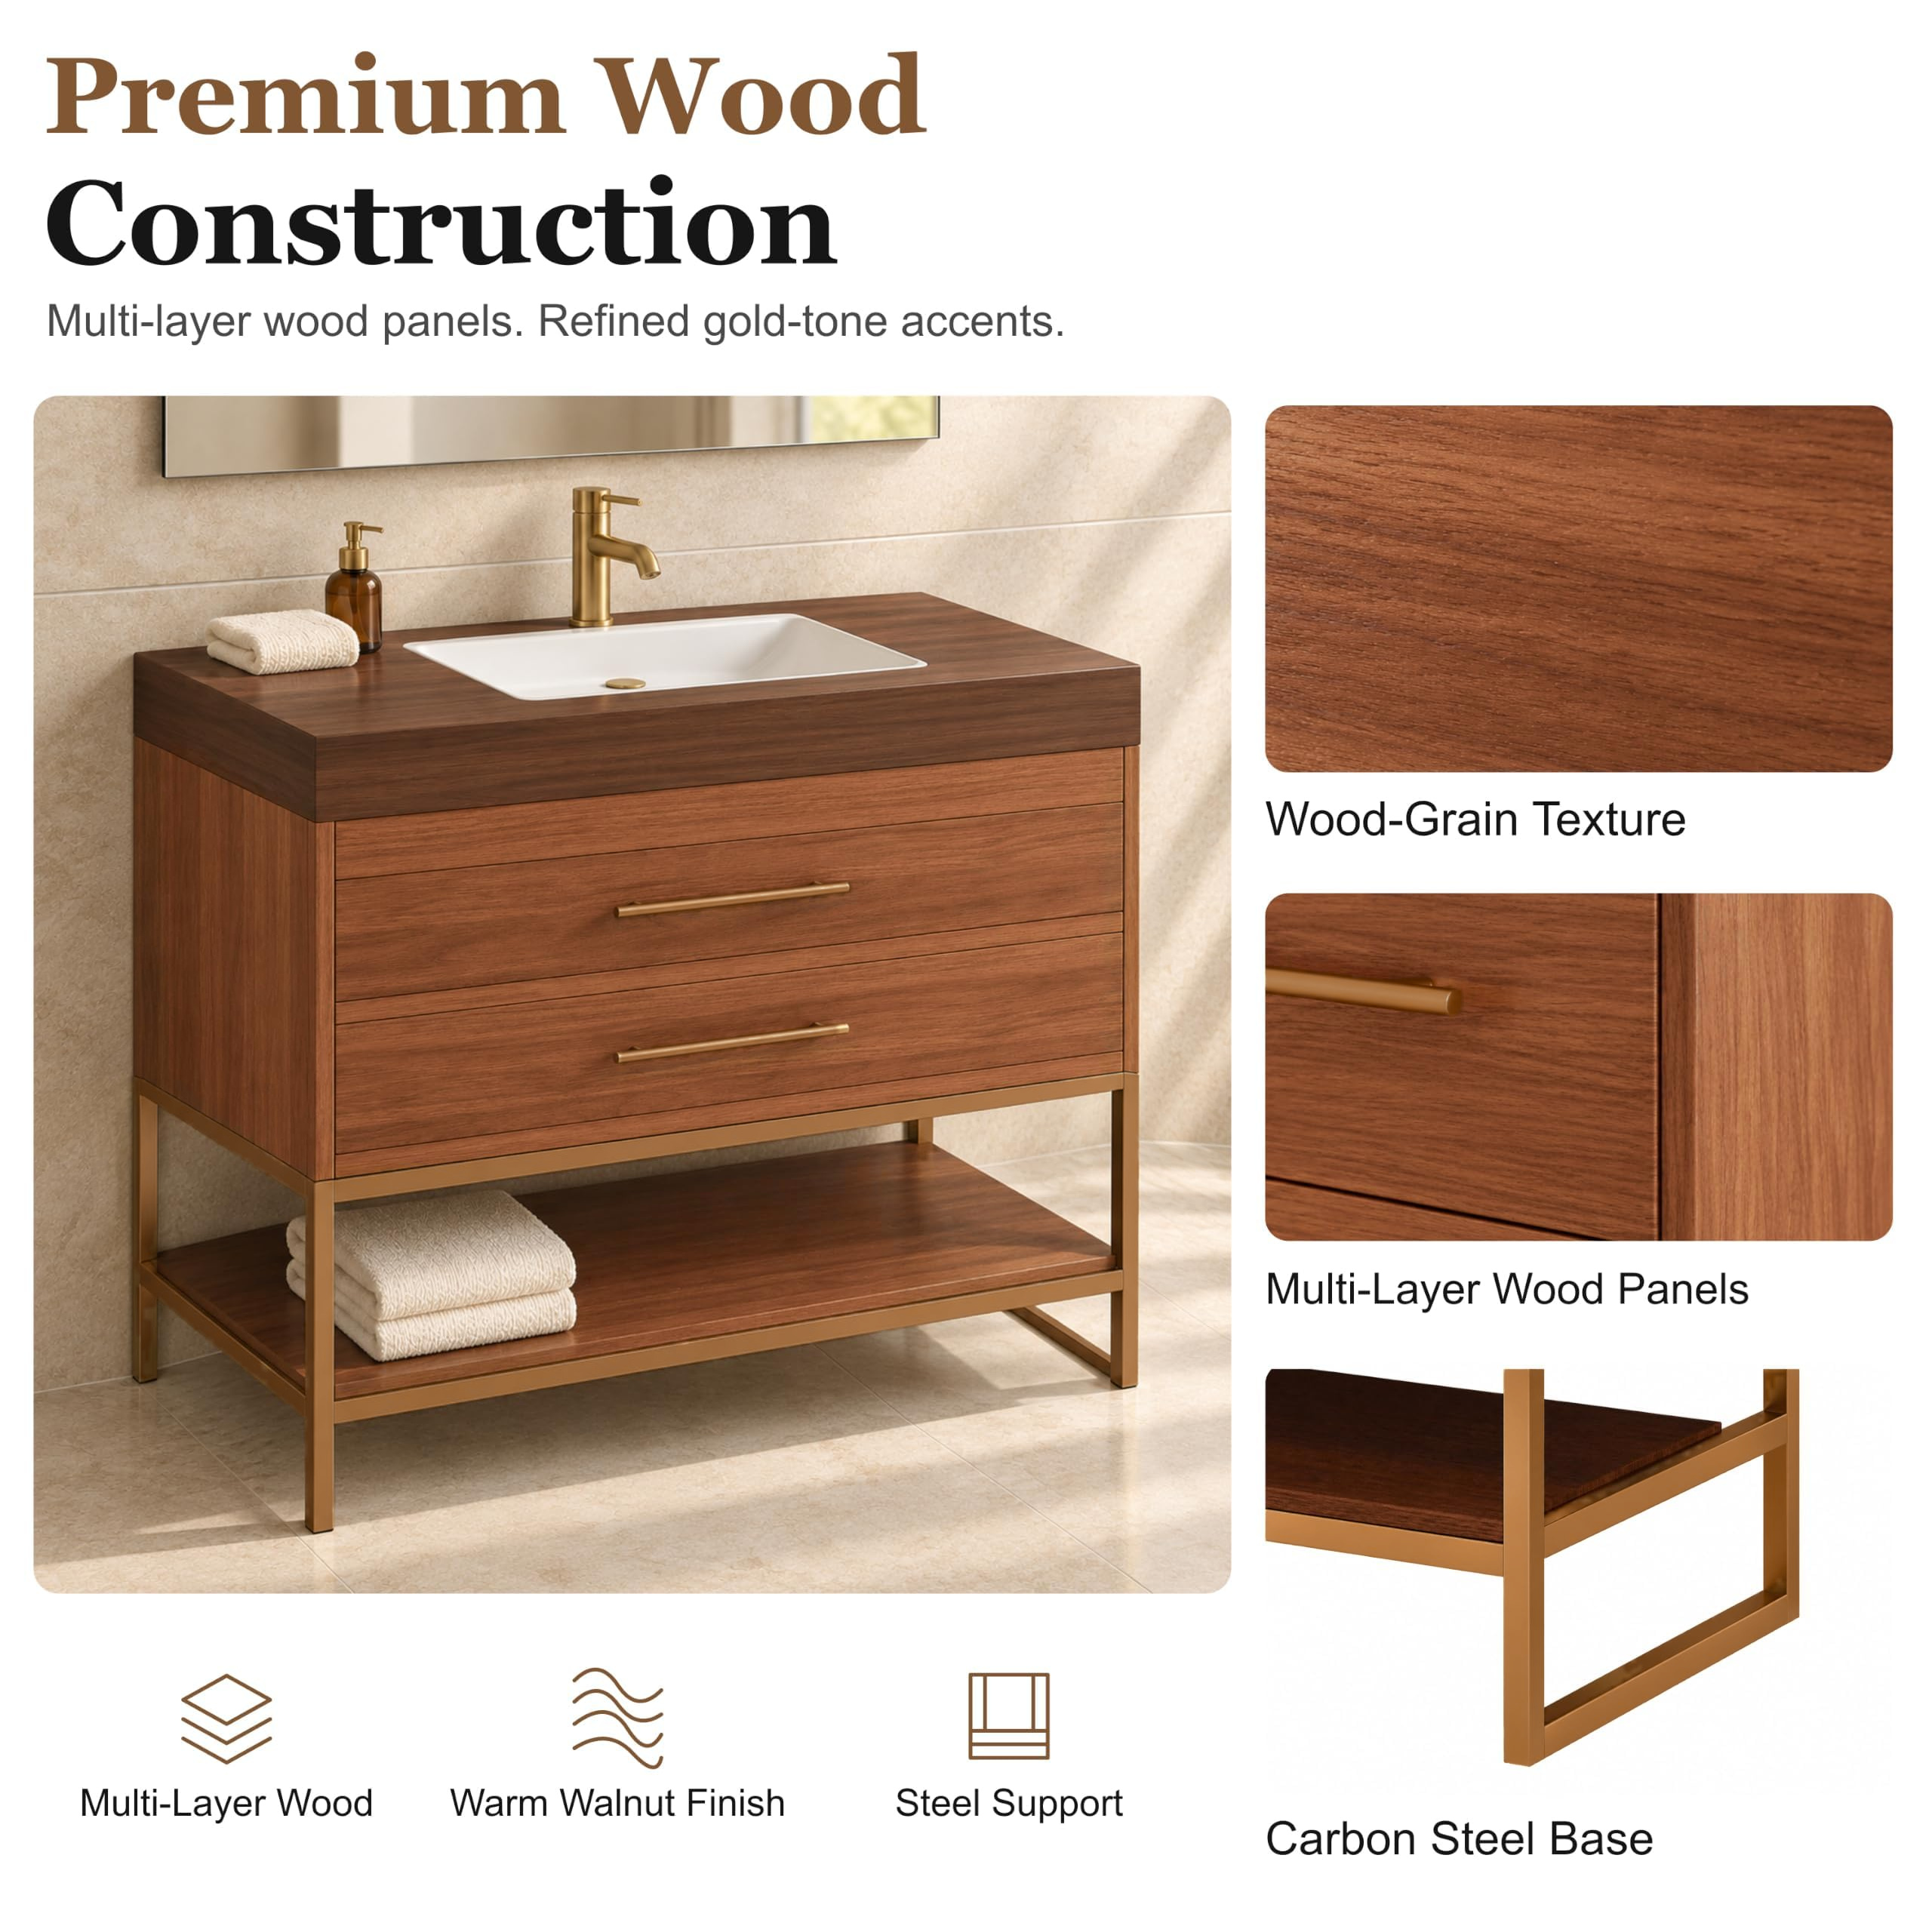 Premium Wood
Construction
Multi-layer wood panels. Refined gold-tone accents.
Wood-Grain Texture
Multi-Layer Wood Panels
Carbon Steel Base
Multi-Layer Wood
Warm Walnut Finish
Steel Support